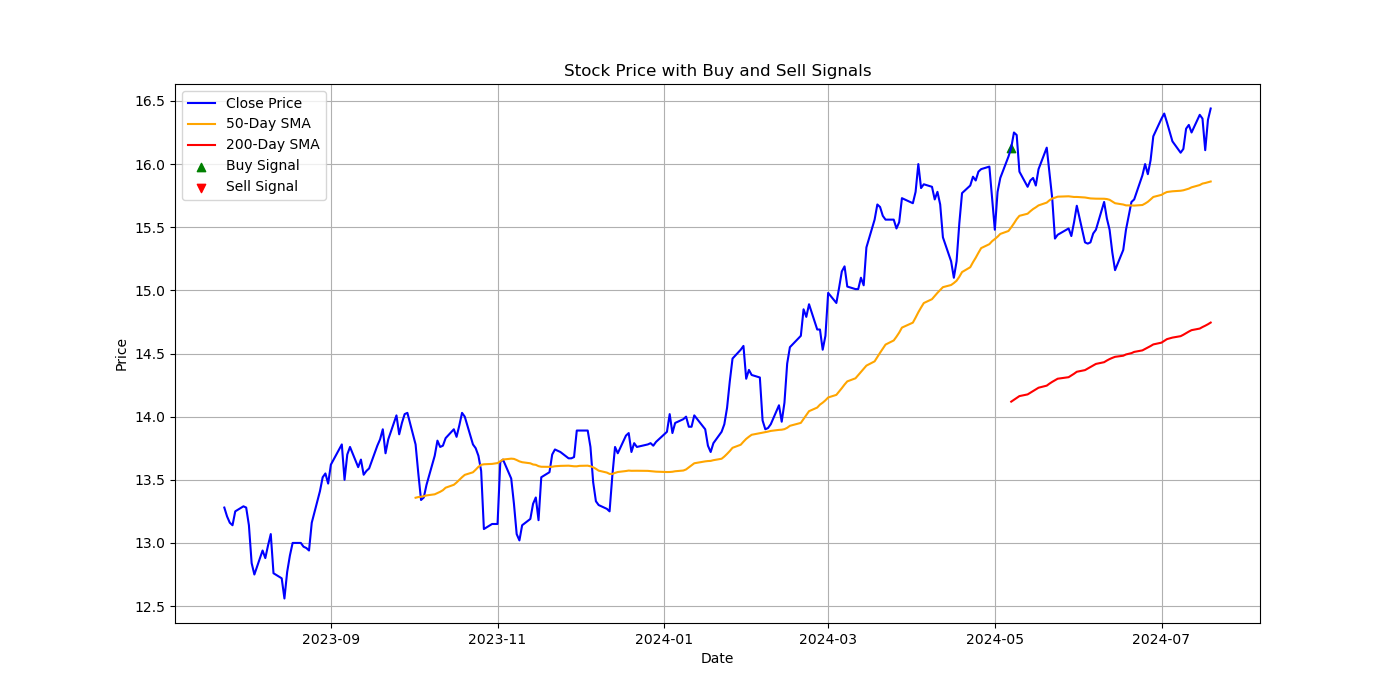 Stock Price with Buy and Sell Signals
Close Price
50-Day SMA
200-Day SMA
Buy Signal
Sell Signal
16.5
16.0
15.5
15.0
14.5
14.0
13.5
13.0
12.5
Price
2023-09 2023-11 2024-01 2024-03 2024-05 2024-07
Date